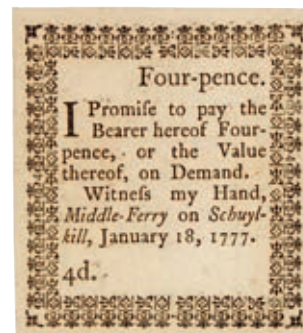 Four-pence.
I Promiſe to pay the
Bearer hereof Four-
pence, or the Value
thereof, on Demand.
Witneſs my Hand,
Middle-Ferry on Schuyl-
kill, January 18, 1777.
4d.